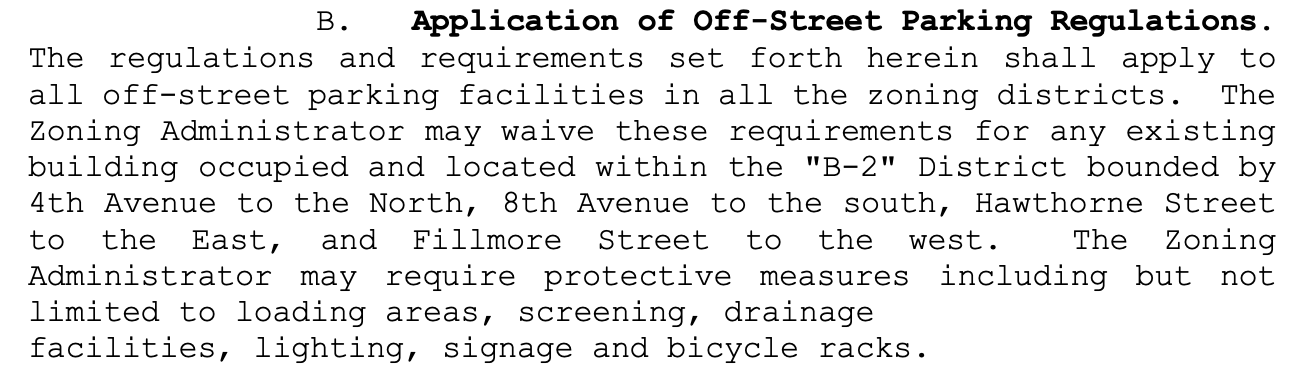 B. Application of Off-Street Parking Regulations.
The regulations and requirements set forth herein shall apply to
all off-street parking facilities in all the zoning districts. The
Zoning Administrator may waive these requirements for any existing
building occupied and located within the "B-2" District bounded by
4th Avenue to the North, 8th Avenue to the south, Hawthorne Street
to the East, and Fillmore Street to the west. The Zoning
Administrator may require protective measures including but not
limited to loading areas, screening, drainage
facilities, lighting, signage and bicycle racks.